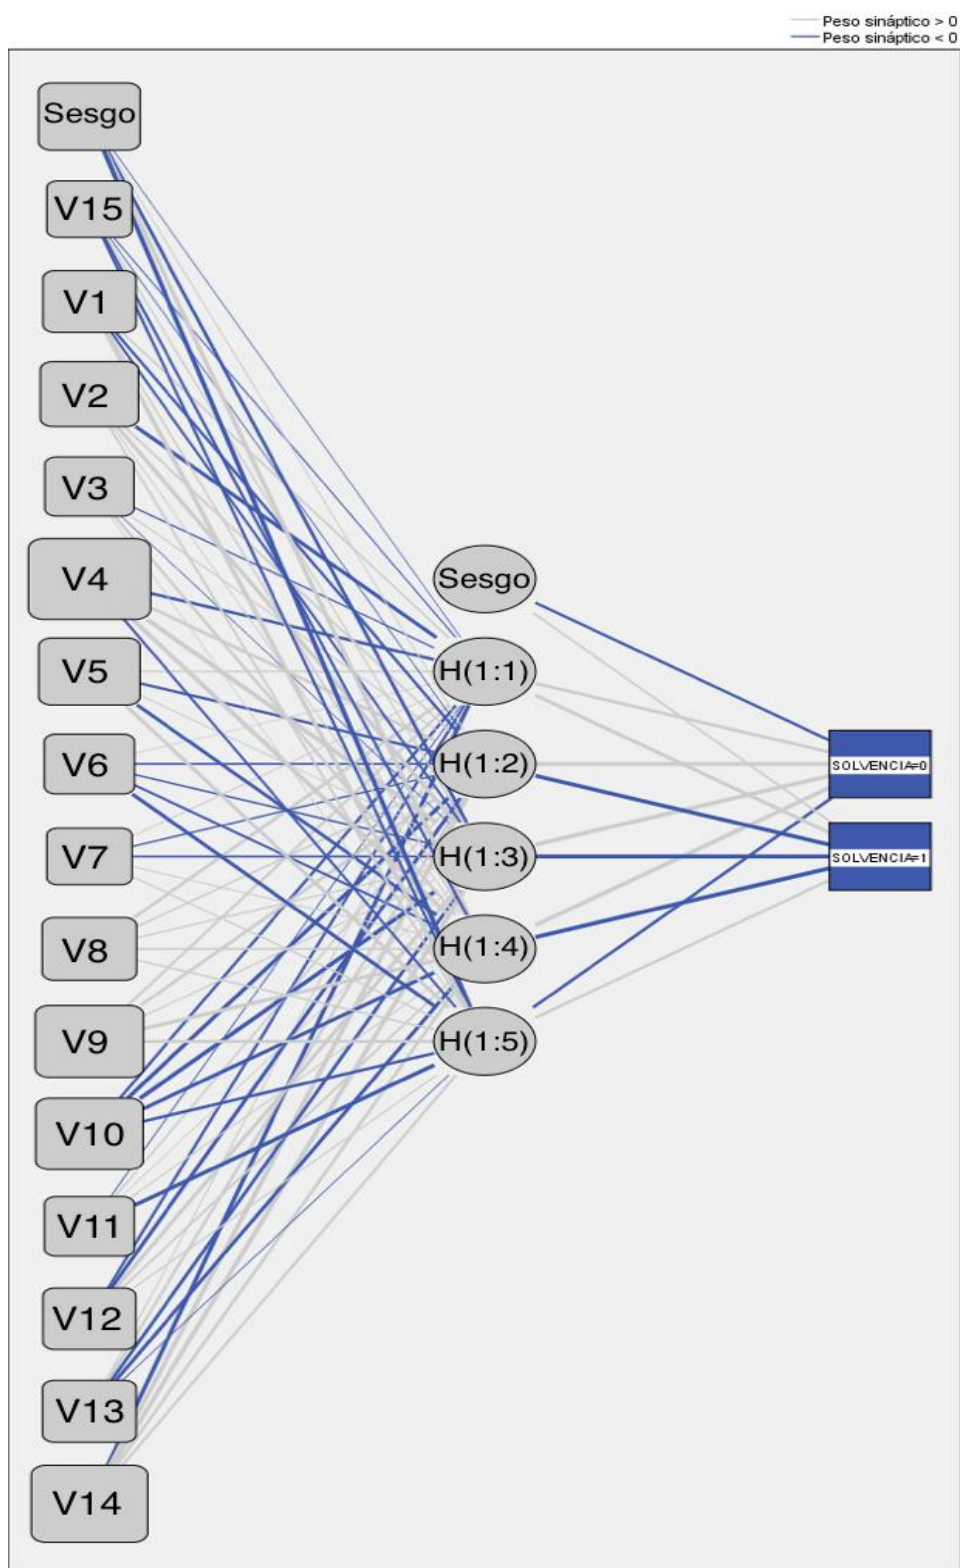 Peso sináptico > 0
Peso sináptico < 0
Sesgo
V15
V1
V2
V3
V4
V5
V6
V7
V8
V9
V10
V11
V12
V13
V14
Sesgo
H(1:1)
H(1:2)
H(1:3)
H(1:4)
H(1:5)
SOLVENCIA=0
SOLVENCIA=1